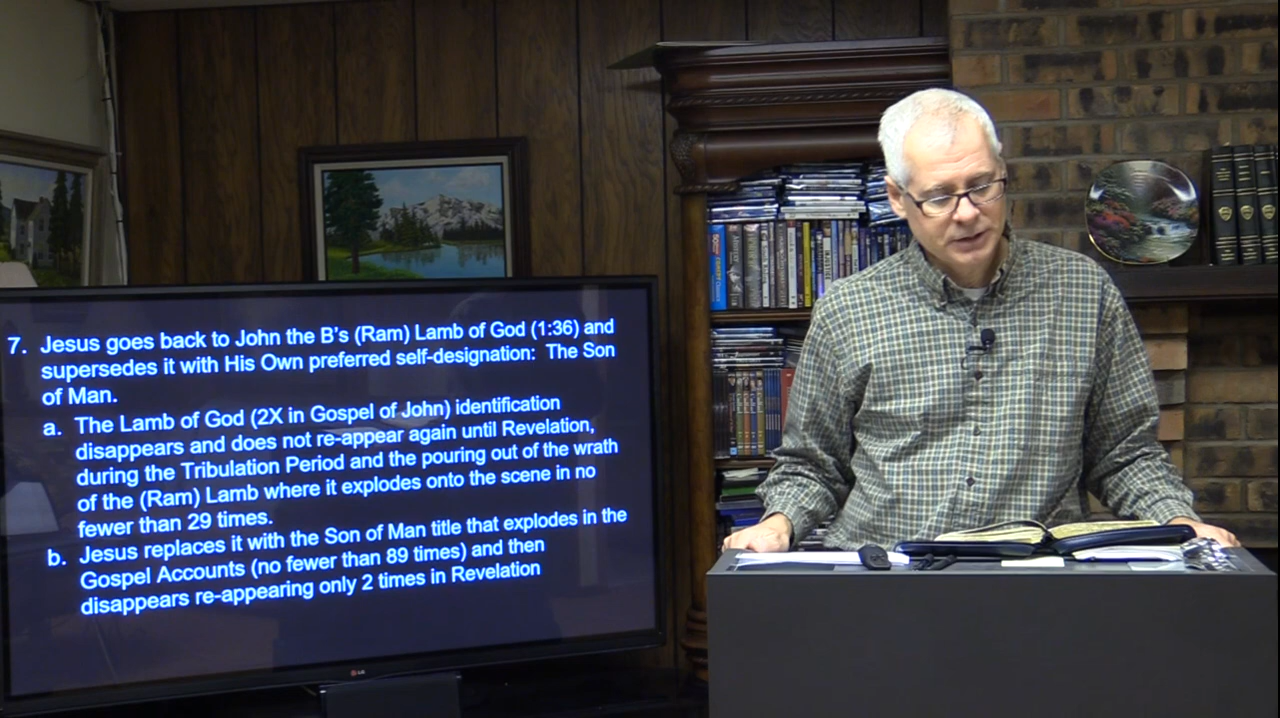 7. Jesus goes back to John the B's (Ram) Lamb of God (1:36) and
supersedes it with His Own preferred self-designation: The Son
of Man.
a. The Lamb of God (2X in Gospel of John) identification
disappears and does not re-appear again until Revelation,
during the Tribulation Period and the pouring out of the wrath
of the (Ram) Lamb where it explodes onto the scene in no
fewer than 29 times.
b. Jesus replaces it with the Son of Man title that explodes in the
Gospel Accounts (no fewer than 89 times) and then
disappears re-appearing only 2 times in Revelation
LG